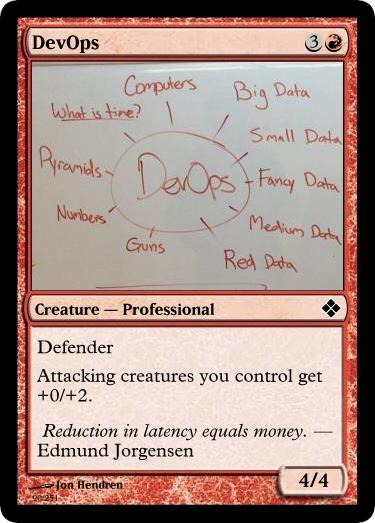 DevOps 3
Computers
Big Data
What is time?
Small Data
Pyramids
DevOps
Fancy Data
Nunbers
Medium Data
Guns
Red Data
Creature — Professional
Defender
Attacking creatures you control get
+0/+2.
Reduction in latency equals money. —
Edmund Jorgensen
4/4
Jon Hendren